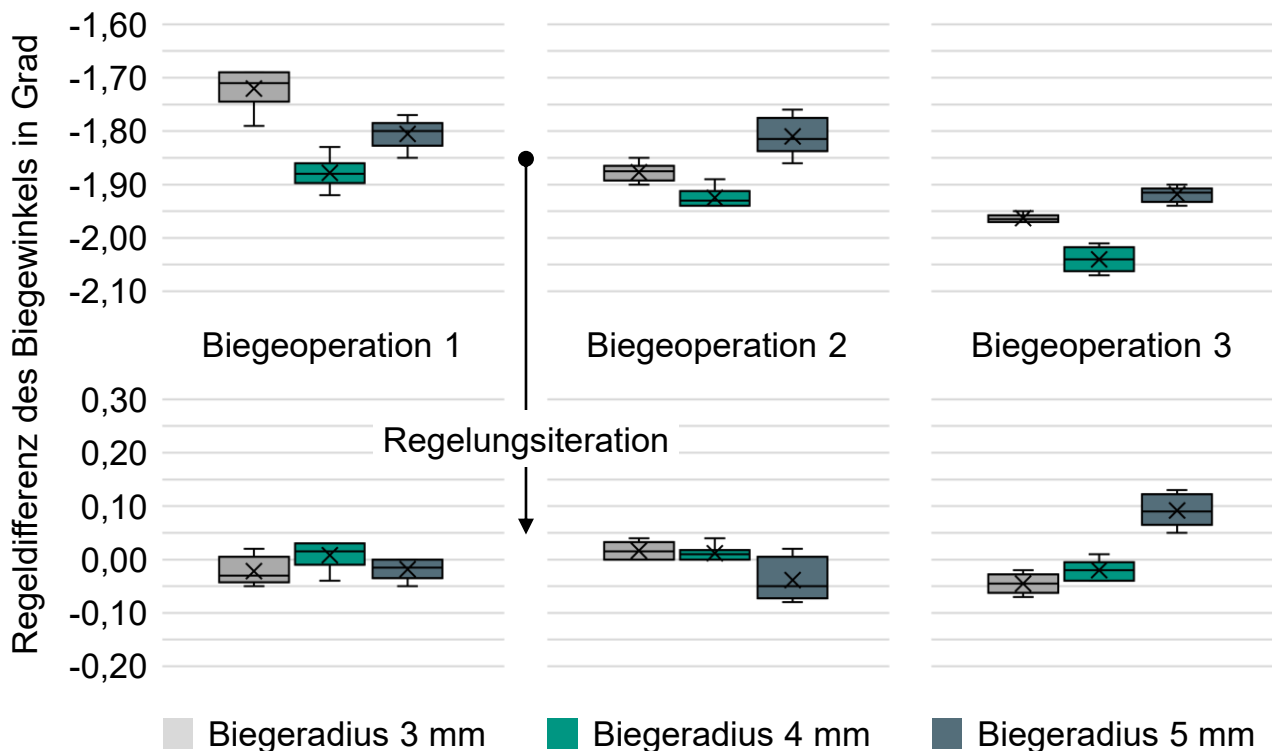 Regeldifferenz des Biegewinkels in Grad
-1,60
-1,70
-1,80
-1,90
-2,00
-2,10
Biegeoperation 1
Biegeoperation 2
Biegeoperation 3
0,30
0,20
0,10
0,00
-0,10
-0,20
Regelungsiteration
Biegeradius 3 mm
Biegeradius 4 mm
Biegeradius 5 mm